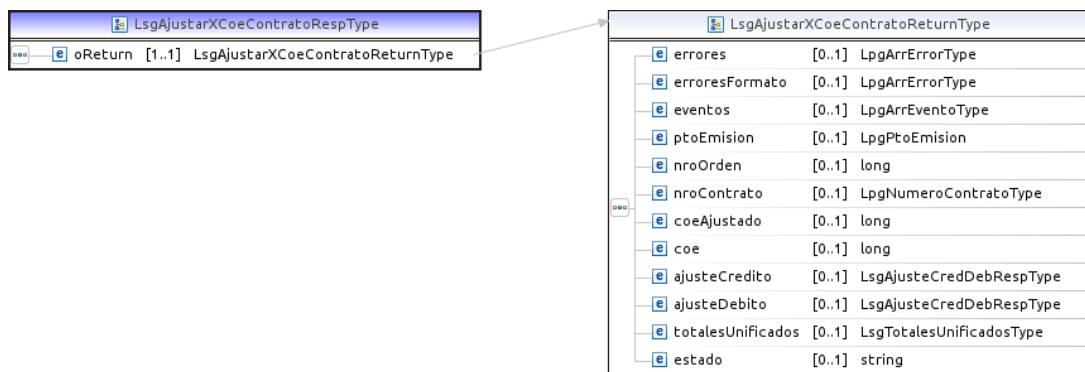 LsgAjustarXCoeContratoRespType
e oReturn [1..1] LsgAjustarXCoeContratoReturnType
LsgAjustarXCoeContratoReturnType
e errores [0..1] LpgArrErrorType
e erroresFormato [0..1] LpgArrErrorType
e eventos [0..1] LpgArrEventoType
e ptoEmision [0..1] LpgPtoEmision
e nroOrden [0..1] long
e nroContrato [0..1] LpgNumeroContratoType
e coeAjustado [0..1] long
e coe [0..1] long
e ajusteCredito [0..1] LsgAjusteCredDebRespType
e ajusteDebito [0..1] LsgAjusteCredDebRespType
e totalesUnificados [0..1] LsgTotalesUnificadosType
e estado [0..1] string